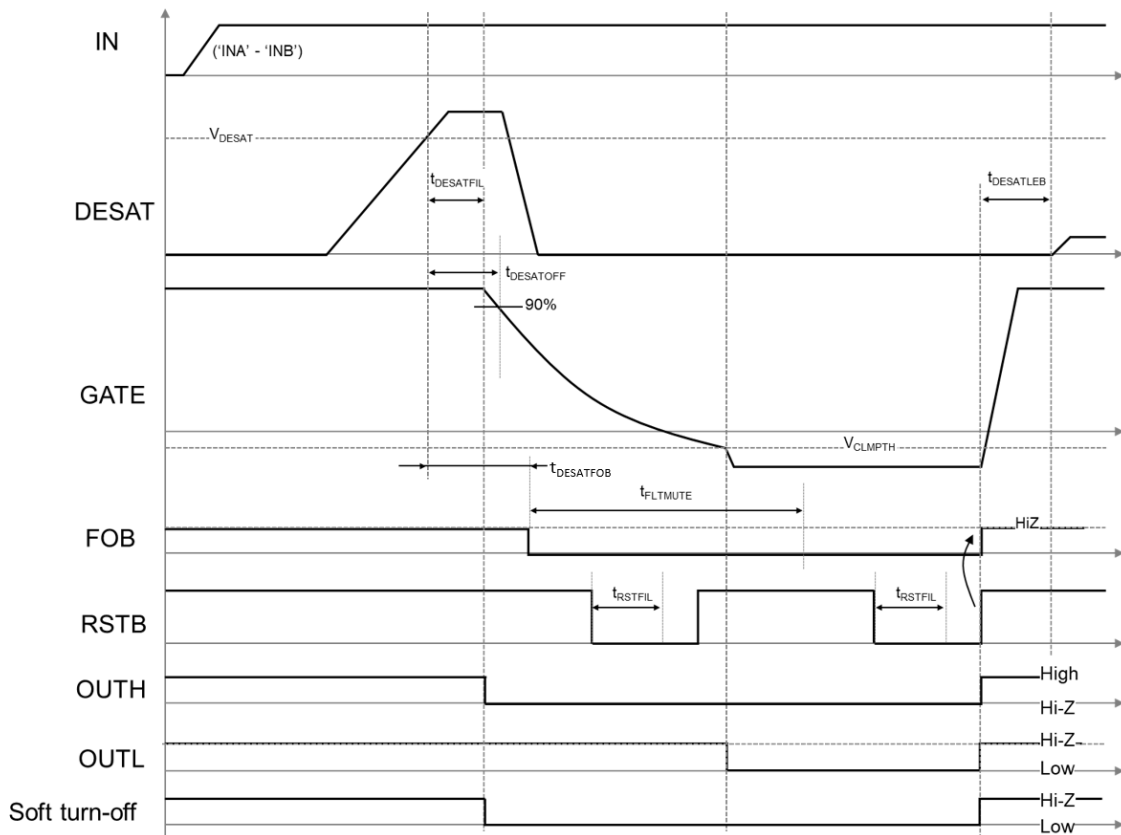 IN
('INA' - 'INB')
VDESAT
tDESATFIL
tDESATLEB
DESAT
tDESATOFF
90%
GATE
VCLMPTH
tDESATFOB
tFLTMUTE
HiZ
FOB
tRSTFIL
tRSTFIL
RSTB
High
OUTH
Hi-Z
Hi-Z
OUTL
Low
Hi-Z
Soft turn-off
Low